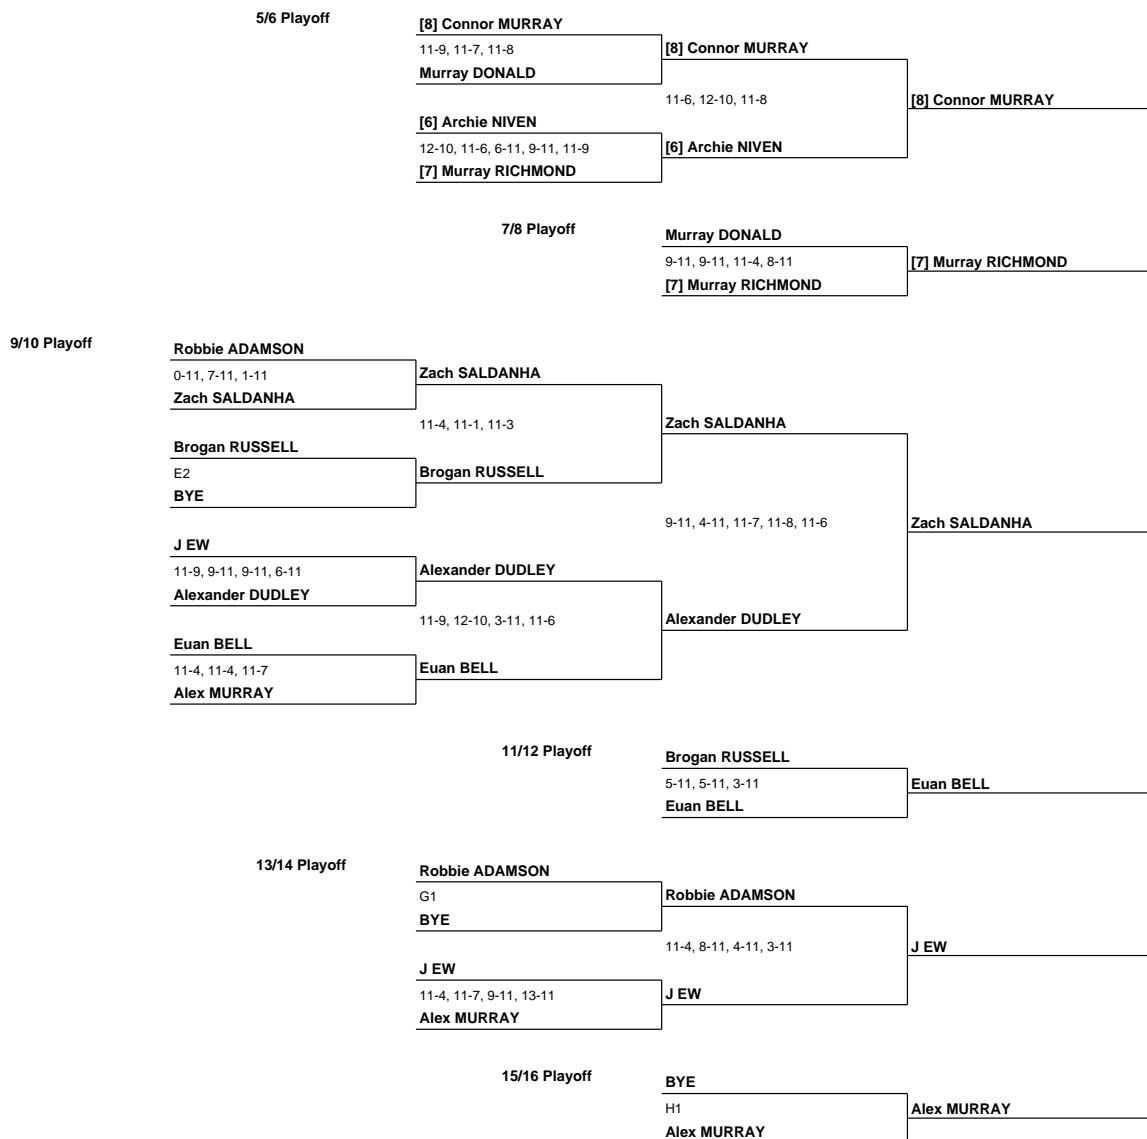 5/6 Playoff
[8] Connor MURRAY
11-9, 11-7, 11-8
Murray DONALD
[8] Connor MURRAY
11-6, 12-10, 11-8
[8] Connor MURRAY
[6] Archie NIVEN
12-10, 11-6, 6-11, 9-11, 11-9
[7] Murray RICHMOND
[6] Archie NIVEN
7/8 Playoff
Murray DONALD
9-11, 9-11, 11-4, 8-11
[7] Murray RICHMOND
[7] Murray RICHMOND
9/10 Playoff
Robbie ADAMSON
0-11, 7-11, 1-11
Zach SALDANHA
Zach SALDANHA
11-4, 11-1, 11-3
Zach SALDANHA
Brogan RUSSELL
E2
BYE
Brogan RUSSELL
9-11, 4-11, 11-7, 11-8, 11-6
Zach SALDANHA
J EW
11-9, 9-11, 9-11, 6-11
Alexander DUDLEY
Alexander DUDLEY
11-9, 12-10, 3-11, 11-6
Alexander DUDLEY
Euan BELL
11-4, 11-4, 11-7
Alex MURRAY
Euan BELL
11/12 Playoff
Brogan RUSSELL
5-11, 5-11, 3-11
Euan BELL
Euan BELL
13/14 Playoff
Robbie ADAMSON
G1
BYE
Robbie ADAMSON
11-4, 8-11, 4-11, 3-11
J EW
J EW
11-4, 11-7, 9-11, 13-11
Alex MURRAY
J EW
15/16 Playoff
BYE
H1
Alex MURRAY
Alex MURRAY